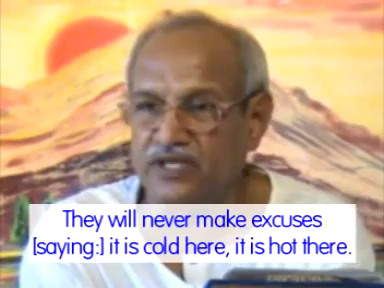 They will never make excuses
[saying:] it is cold here, it is hot there.